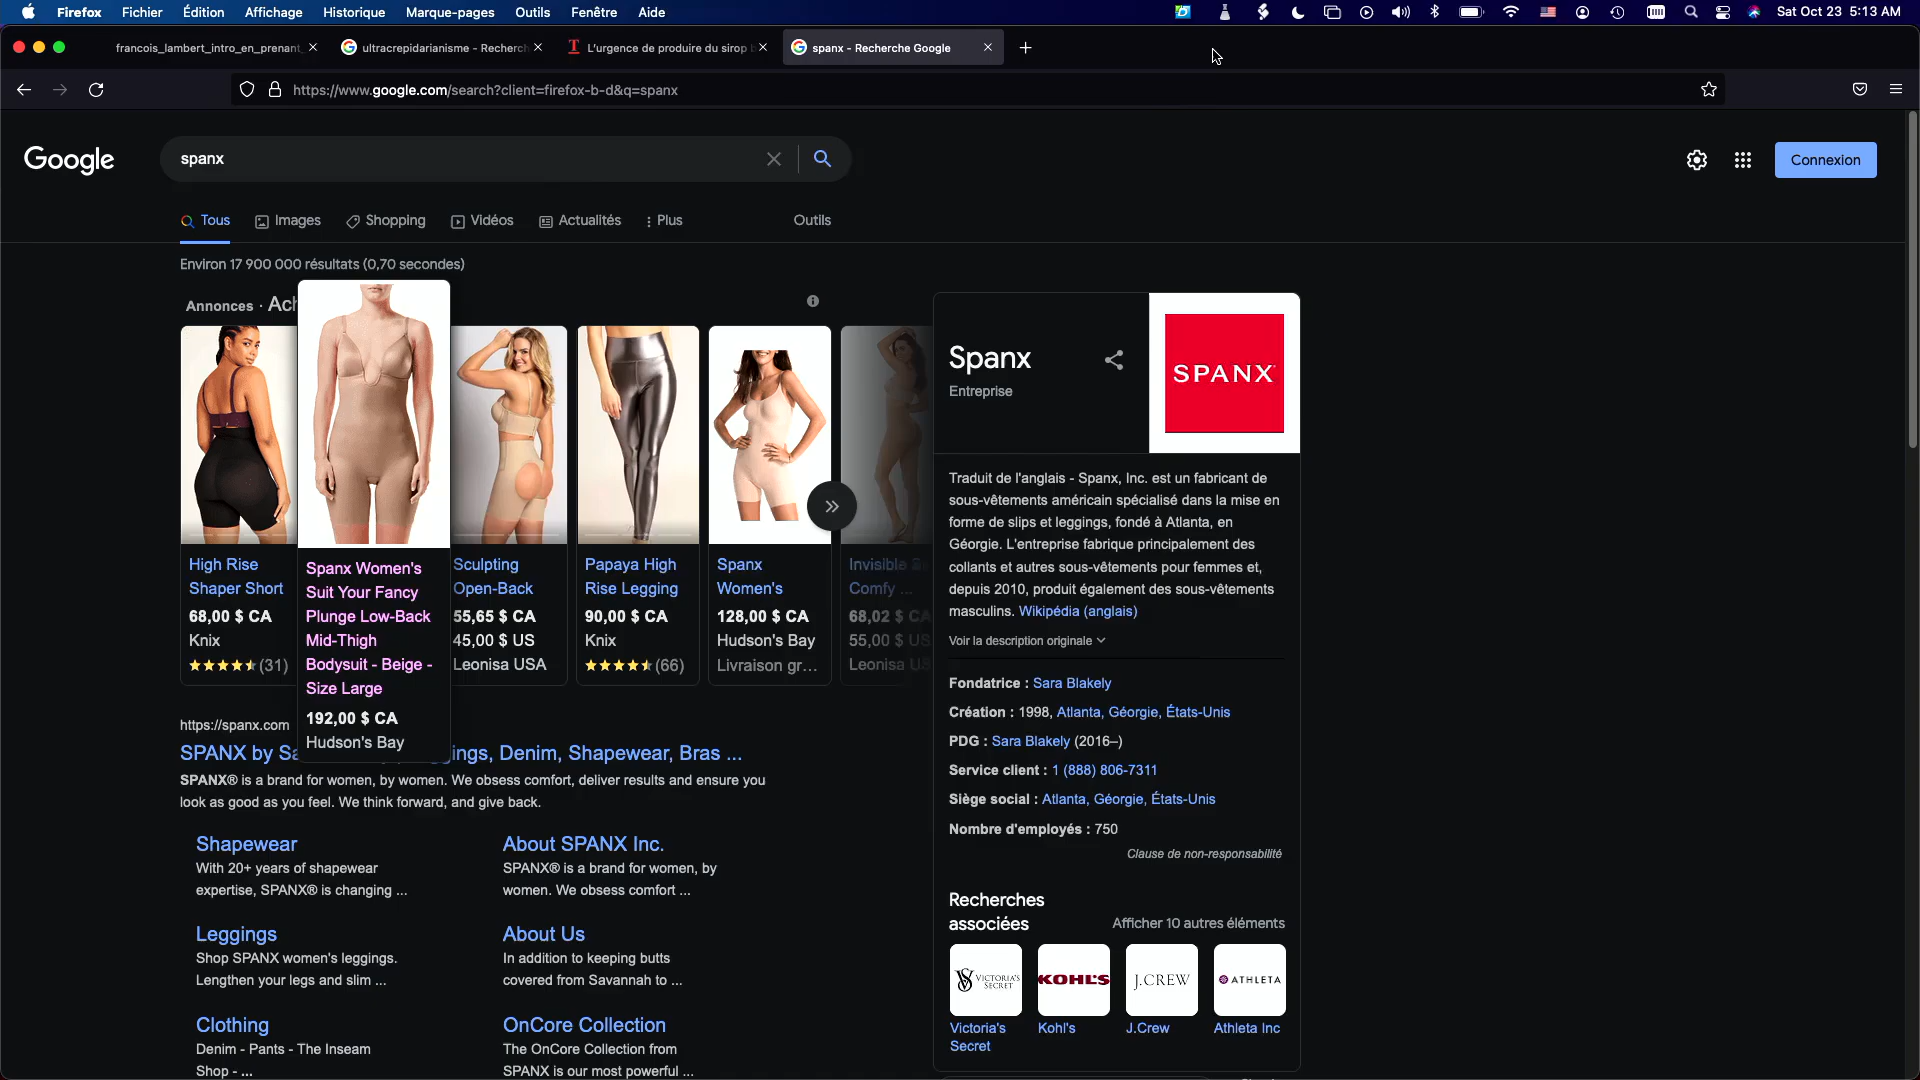 Firefox Fichier Édition Affichage Historique Marque-pages Outils Fenêtre Aide Sat Oct 23 5:13 AM
francois_lambert_intro_en_prenant ultracrepidarianisme - Recherch L'urgence de produire du sirop spanx - Recherche Google
https://www.google.com/search?client=firefox-b-d&q=spanx
Google spanx Connexion
Tous Images Shopping Vidéos Actualités Plus Outils
Environ 17 900 000 résultats (0,70 secondes)
Annonces · Ach
High Rise
Shaper Short
68,00 $ CA
Knix
(31)
Spanx Women's
Suit Your Fancy
Plunge Low-Back
Mid-Thigh
Bodysuit - Beige -
Size Large
192,00 $ CA
Hudson's Bay
Sculpting
Open-Back
55,65 $ CA
45,00 $ US
Leonisa USA
Papaya High
Rise Legging
90,00 $ CA
Knix
(66)
Spanx
Women's
128,00 $ CA
Hudson's Bay
Livraison gr...
Invisible
Comfy ...
68,02 $ CA
55,00 $ US
Leonisa US
https://spanx.com
SPANX by Sa ings, Denim, Shapewear, Bras ...
SPANX® is a brand for women, by women. We obsess comfort, deliver results and ensure you
look as good as you feel. We think forward, and give back.
Shapewear
With 20+ years of shapewear
expertise, SPANX® is changing ...
About SPANX Inc.
SPANX® is a brand for women, by
women. We obsess comfort ...
Leggings
Shop SPANX women's leggings.
Lengthen your legs and slim ...
About Us
In addition to keeping butts
covered from Savannah to ...
Clothing
Denim - Pants - The Inseam
Shop - ...
OnCore Collection
The OnCore Collection from
SPANX is our most powerful ...
Spanx
Entreprise
SPANX
Traduit de l'anglais - Spanx, Inc. est un fabricant de
sous-vêtements américain spécialisé dans la mise en
forme de slips et leggings, fondé à Atlanta, en
Géorgie. L'entreprise fabrique principalement des
collants et autres sous-vêtements pour femmes et,
depuis 2010, produit également des sous-vêtements
masculins. Wikipédia (anglais)
Voir la description originale
Fondatrice : Sara Blakely
Création : 1998, Atlanta, Géorgie, États-Unis
PDG : Sara Blakely (2016–)
Service client : 1 (888) 806-7311
Siège social : Atlanta, Géorgie, États-Unis
Nombre d'employés : 750
Clause de non-responsabilité
Recherches
associées
Afficher 10 autres éléments
VICTORIA'S
SECRET
KOHL'S
J.CREW
ATHLETA
Victoria's
Secret
Kohl's
J.Crew
Athleta Inc